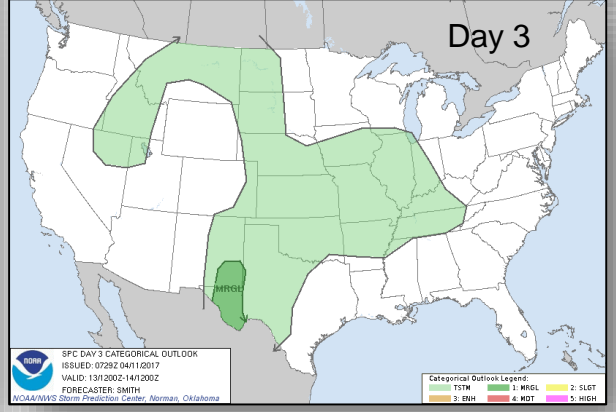 Day 3
MRGL
NOAA
SPC DAY 3 CATEGORICAL OUTLOOK
ISSUED: 0729Z 04/11/2017
VALID: 13/1200Z-14/1200Z
FORECASTER: SMITH
NOAA/NWS Storm Prediction Center, Norman, Oklahoma
Categorical Outlook Legend:
TSTM 1: MRGL 2: SLGT
3: ENH 4: MDT 5: HIGH